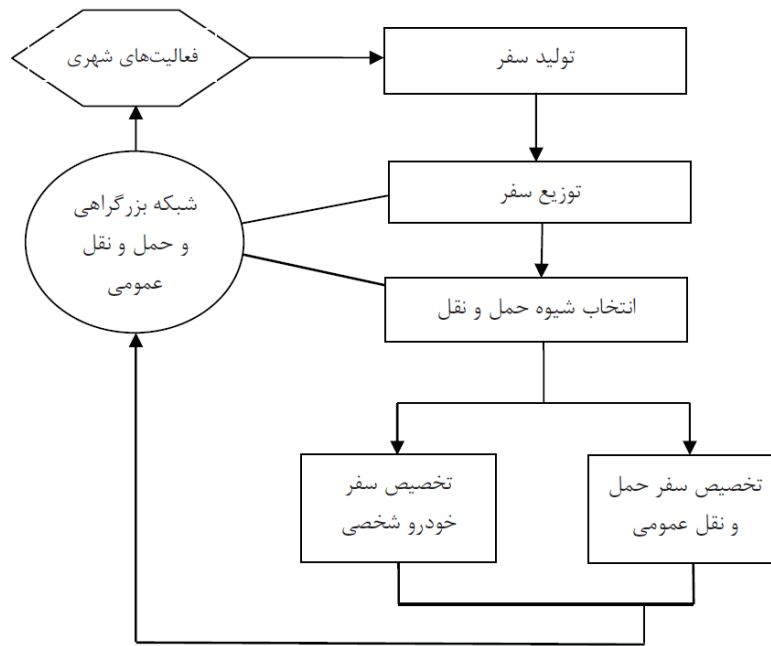 فعالیت‌های شهری
تولید سفر
توزیع سفر
شبکه بزرگراهی
و حمل و نقل
عمومی
انتخاب شیوه حمل و نقل
تخصیص سفر حمل
و نقل عمومی
تخصیص سفر
خودرو شخصی